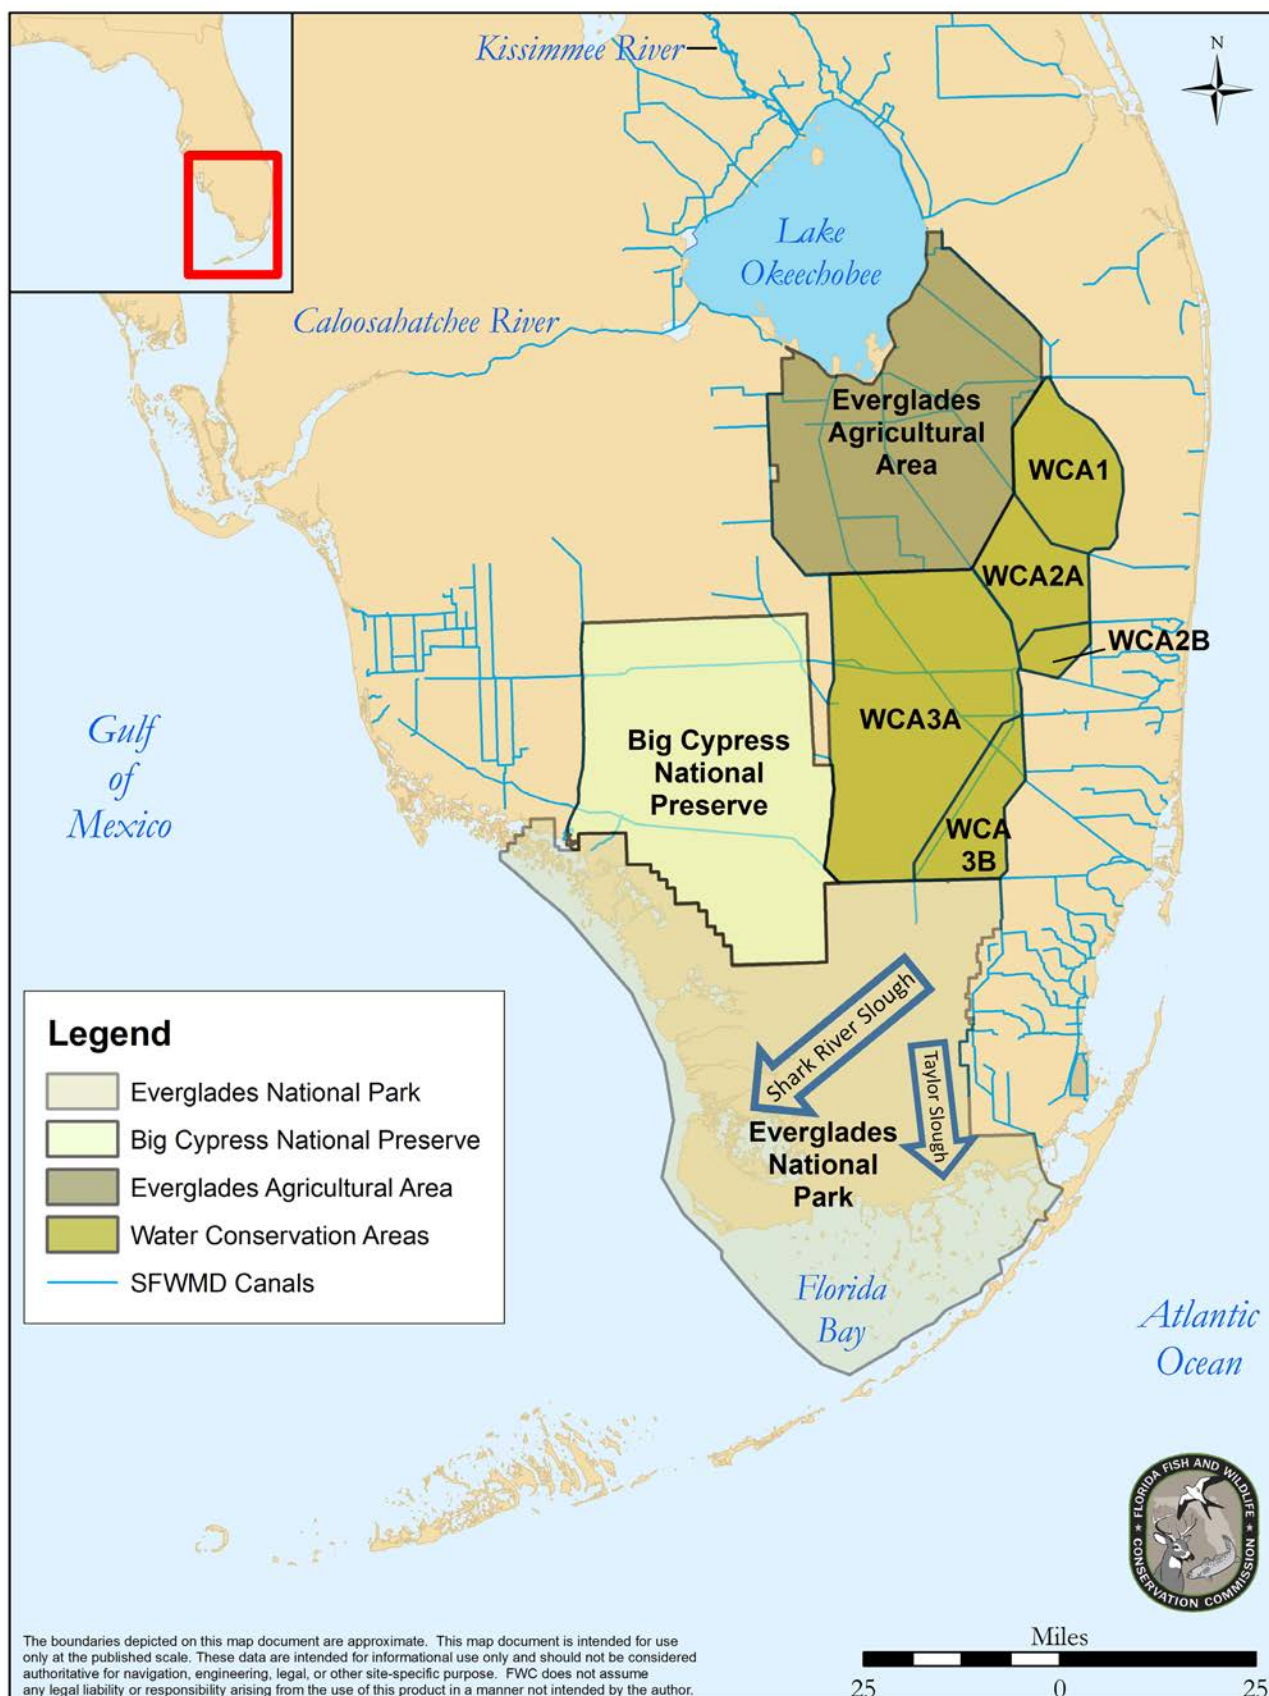 Kissimmee River
N
Lake
Okeechobee
Caloosahatchee River
Everglades
Agricultural
Area
WCA1
WCA2A
WCA2B
WCA3A
Big Cypress
National
Preserve
WCA
3B
Gulf
of
Mexico
Shark River Slough
Taylor Slough
Everglades
National
Park
Florida
Bay
Atlantic
Ocean
Legend
Everglades National Park
Big Cypress National Preserve
Everglades Agricultural Area
Water Conservation Areas
SFWMD Canals
FLORIDA FISH AND WILDLIFE
CONSERVATION COMMISSION
The boundaries depicted on this map document are approximate. This map document is intended for use
only at the published scale. These data are intended for informational use only and should not be considered
authoritative for navigation, engineering, legal, or other site-specific purpose. FWC does not assume
any legal liability or responsibility arising from the use of this product in a manner not intended by the author.
Miles
25 0 25